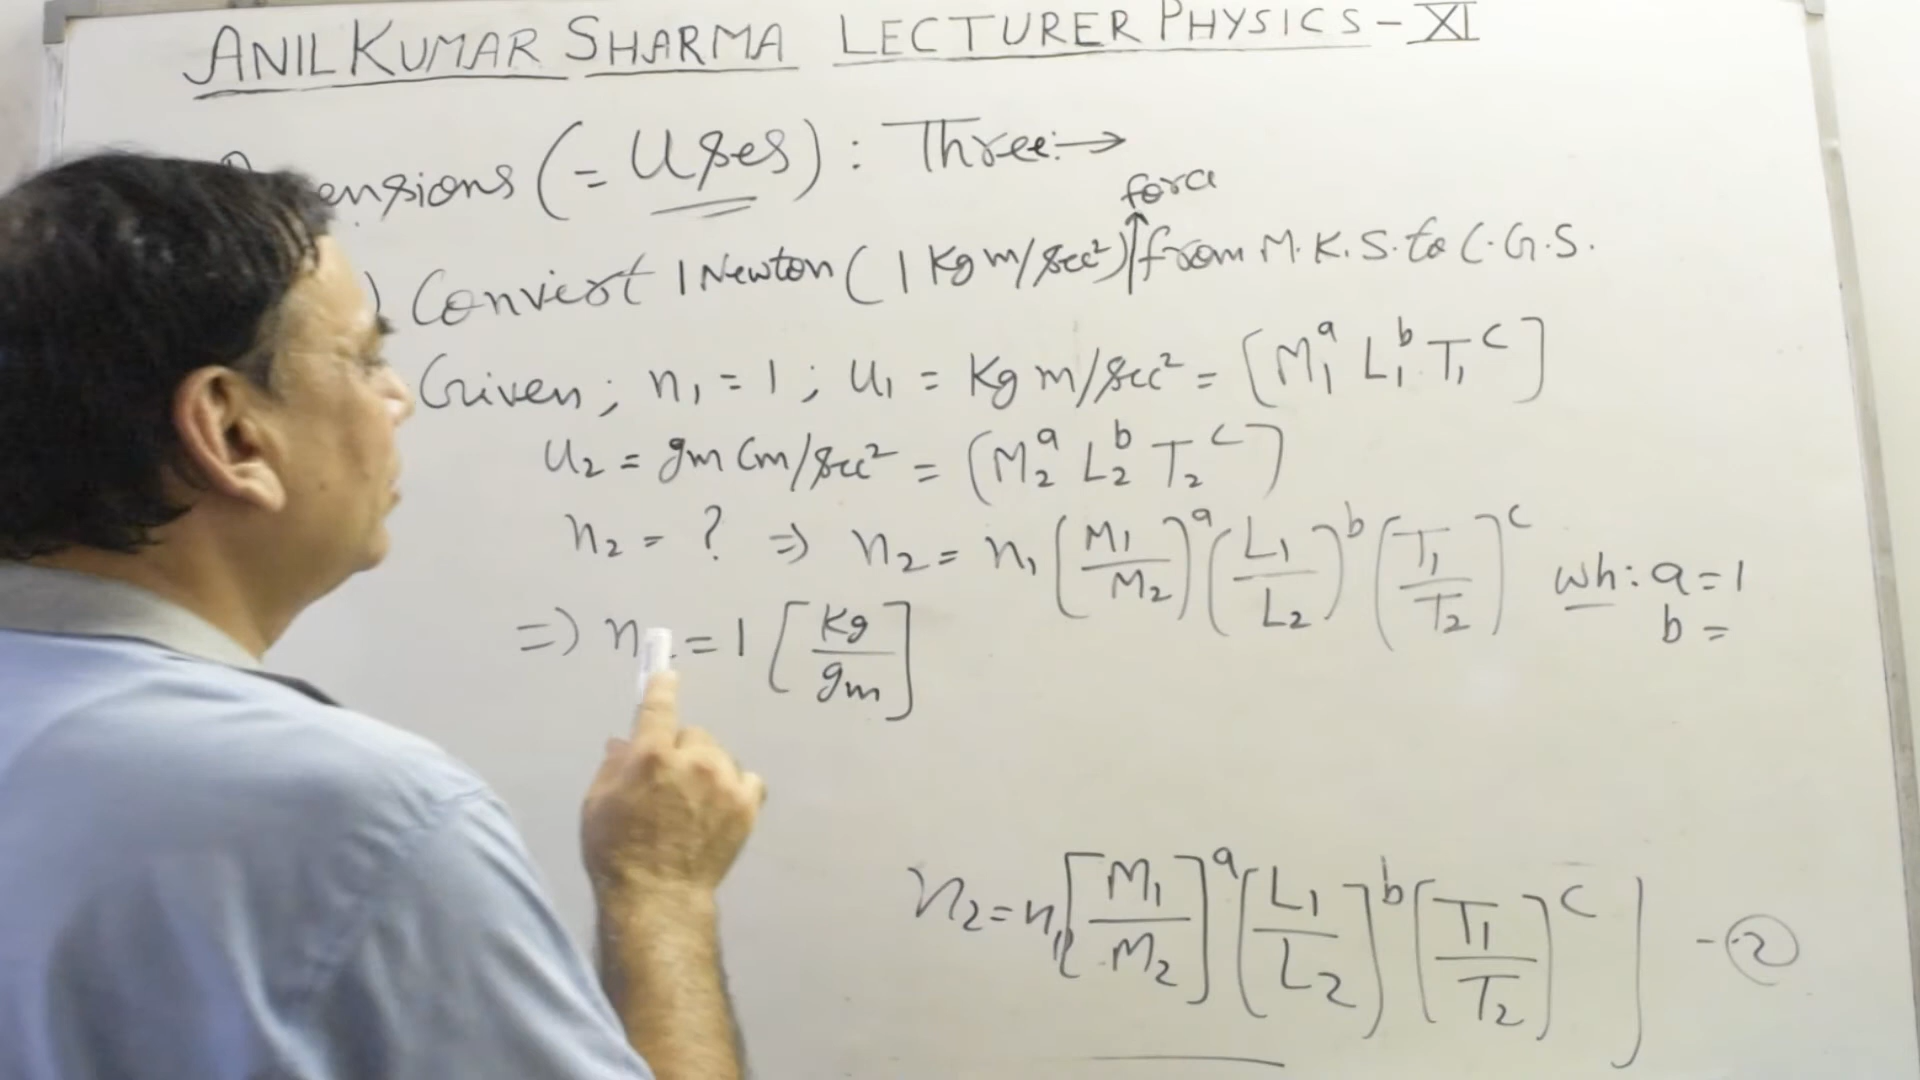 ANIL KUMAR SHARMA LECTURER PHYSICS - XI
ensions (= Uses) : Three:→
force
) Convert 1 Newton (1 Kg m/sec²) from M.K.S. to C.G.S.
Given; n₁ = 1 ; u₁ = Kg m/sec² = [M₁ᵃ L₁ᵇ T₁ᶜ]
u₂ = gm Cm/sec² = (M₂ᵃ L₂ᵇ T₂ᶜ]
n₂ = ? ⇒ n₂ = n₁ [M₁/M₂]ᵃ [L₁/L₂]ᵇ [T₁/T₂]ᶜ wh: a = 1
b =
⇒ n = 1 [Kg/gm]
n₂ = n₁ [M₁/M₂]ᵃ [L₁/L₂]ᵇ [T₁/T₂]ᶜ ] -- ②